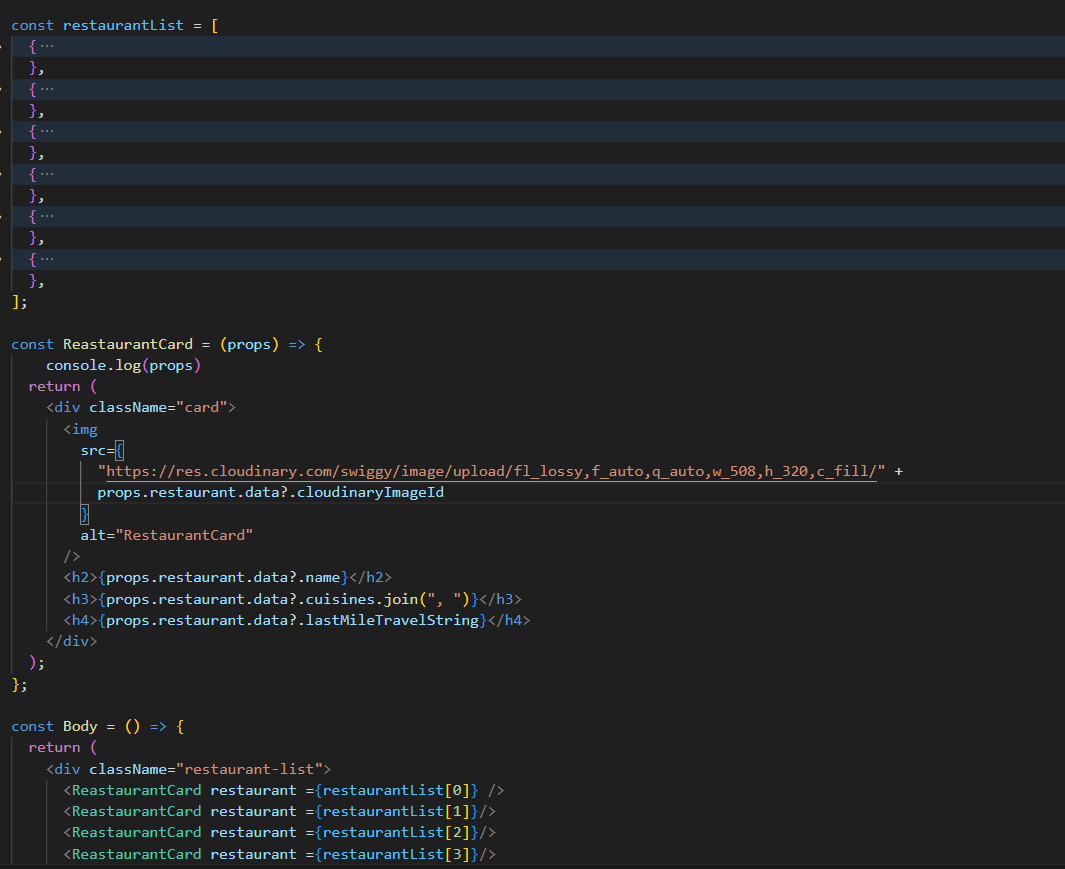 const restaurantList = [
{ ···
},
{ ···
},
{ ···
},
{ ···
},
{ ···
},
{ ···
},
];
const ReastaurantCard = (props) => {
console.log(props)
return (
<div className="card">
<img
src={
"https://res.cloudinary.com/swiggy/image/upload/fl_lossy,f_auto,q_auto,w_508,h_320,c_fill/" +
props.restaurant.data?.cloudinaryImageId
}
alt="RestaurantCard"
/>
<h2>{props.restaurant.data?.name}</h2>
<h3>{props.restaurant.data?.cuisines.join(", ")}</h3>
<h4>{props.restaurant.data?.lastMileTravelString}</h4>
</div>
);
};
const Body = () => {
return (
<div className="restaurant-list">
<ReastaurantCard restaurant ={restaurantList[0]} />
<ReastaurantCard restaurant ={restaurantList[1]}/>
<ReastaurantCard restaurant ={restaurantList[2]}/>
<ReastaurantCard restaurant ={restaurantList[3]}/>